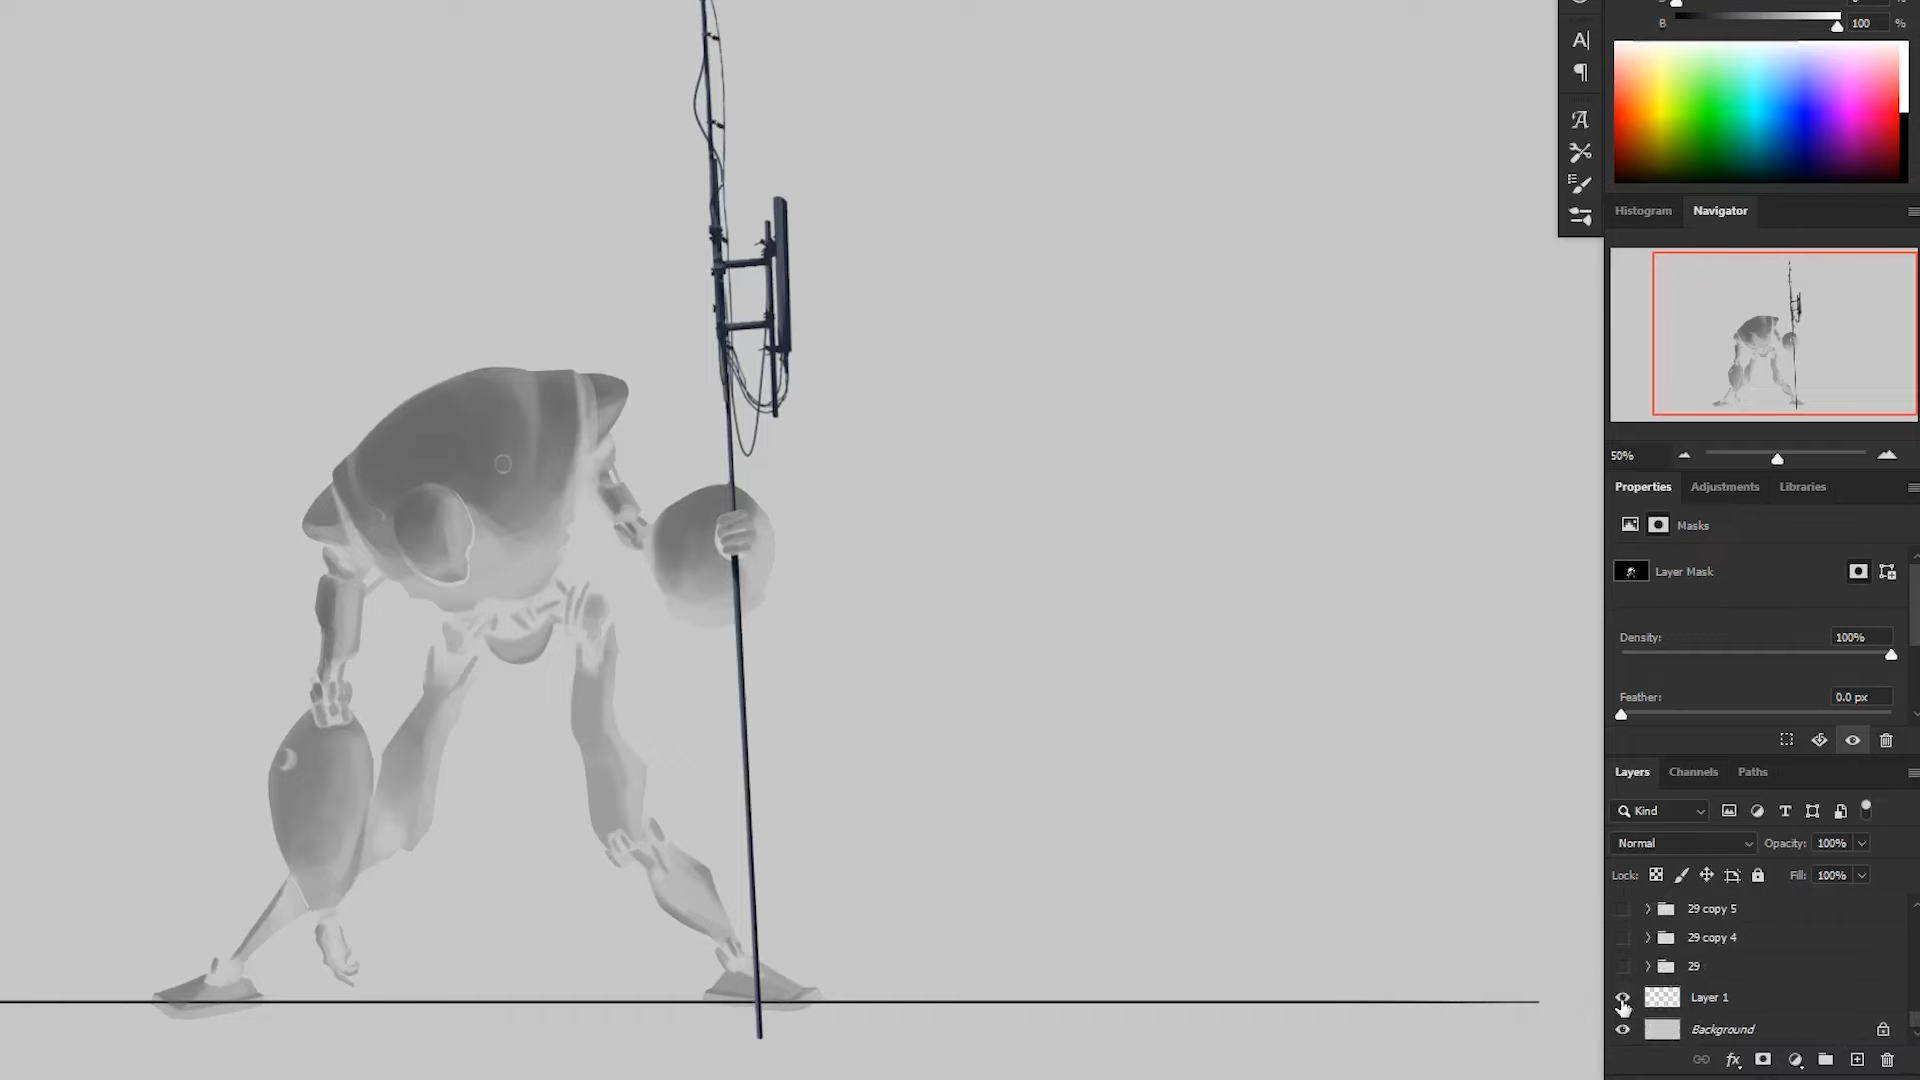 B 100 %
A|
A
Histogram Navigator
50%
Properties Adjustments Libraries
Masks
Layer Mask
Density: 100%
Feather: 0.0 px
Layers Channels Paths
Kind
Normal Opacity: 100%
Lock: Fill: 100%
29 copy 5
29 copy 4
29
Layer 1
Background
fx